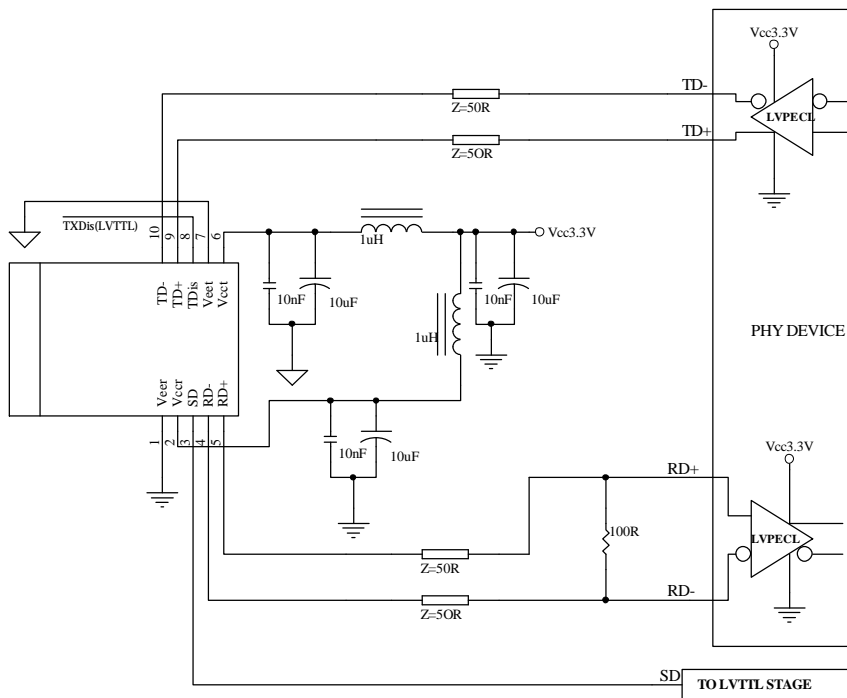 Vcc3.3V
TD-
LVPECL
Z=50R
TD+
Z=5OR
TXDis(LVTTL)
10
9
8
7
6
TD-
TD+
TDis
Veet
Vcct
1uH
Vcc3.3V
10nF
10uF
10nF
10uF
1uH
PHY DEVICE
Veer
Vccr
SD
RD-
RD+
1
2
3
4
5
10nF
10uF
Vcc3.3V
RD+
100R
LVPECL
Z=50R
RD-
Z=5OR
SD
TO LVTTL STAGE